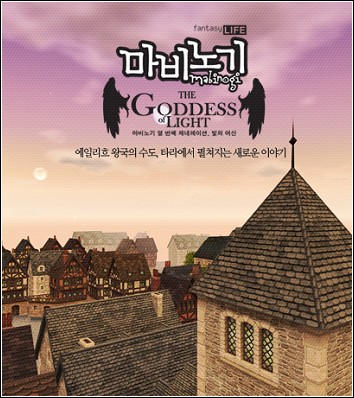 fantasy LIFE
마비노기
mabinogi
THE
GODDESS
of LIGHT
마비노기 열 번째 제네레이션, 빛의 여신
에일리흐 왕국의 수도, 타라에서 펼쳐지는 새로운 이야기